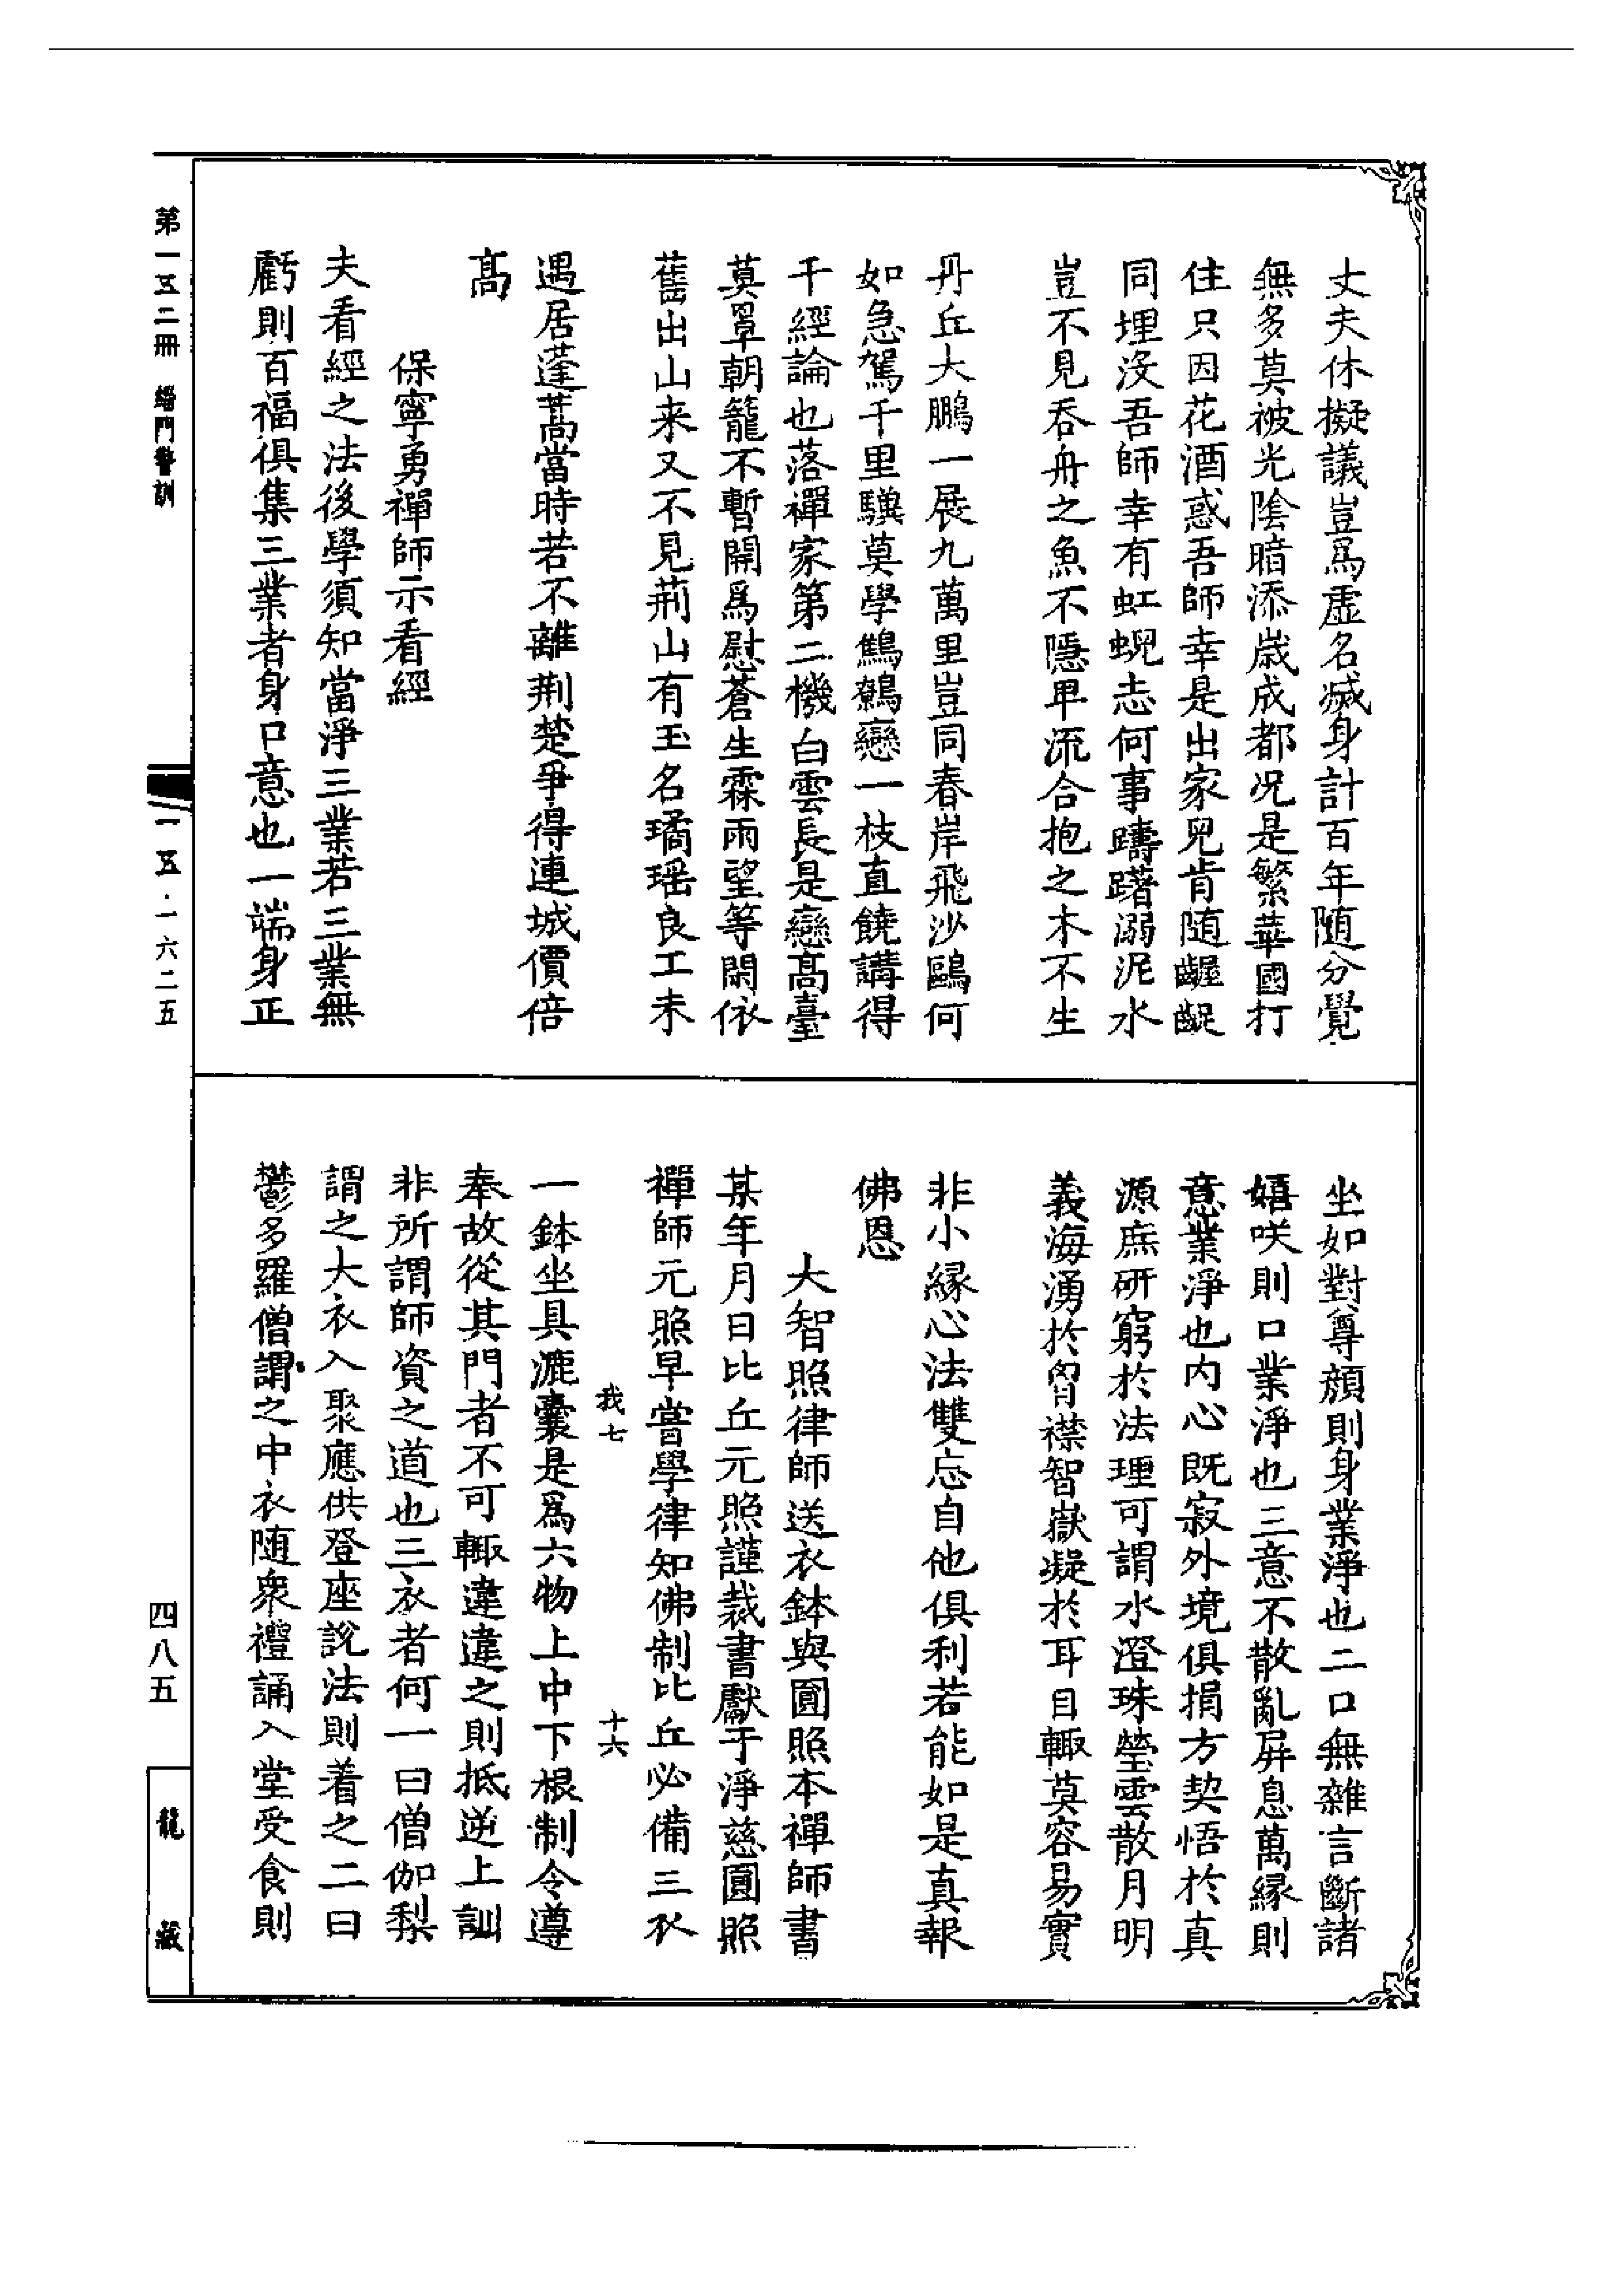 丈夫休擬議豈爲虛名減身計百年隨分覺
無多莫被光陰暗添歲成都況是繁華國打
住只因花酒惑吾師幸是出家兒肯随齷齪
同埋没吾師幸有虹蜺志何事躊躇溺泥水
豈不見吞舟之魚不隱卑流合抱之木不生
丹丘大鵬一展九萬里豈同春岸飛沙鷗何
如急駕千里驥莫學鷦鷯戀一枝直饒講得
千經論也落禪家第二機白雲長是戀髙臺
莫罩朝籠不暫開爲慰蒼生霖雨望等閑依
舊出山来又不見荊山有玉名璚瑶良工未
遇居蓬蒿當時若不離荊楚爭得連城價倍
髙
保寧勇禪師示看經
夫看經之法後學須知當淨三業若三業無
虧則百福俱集三業者身口意也一端身正
坐如對尊顏則身業淨也二口無雜言斷諸
嬉咲則口業淨也三意不散亂屏息萬緣則
意業淨也内心既寂外境俱捐方契悟於真
源庶研窮於法理可謂水澄珠瑩雲散月明
義海湧於胷襟智嶽凝於耳目輙莫容易實
非小緣心法雙忘自他俱利若能如是真報
佛恩
大智照律師送衣鉢與圓照本禪師書
某年月日比丘元照謹裁書獻于淨慈圓照
禪師元照早嘗學律知佛制比丘必備三衣
我七 十六
一鉢坐具漉囊是爲六物上中下根制令遵
奉故從其門者不可輙違違之則抵逆上訓
非所謂師資之道也三衣者何一曰僧伽梨
謂之大衣入聚應供登座説法則着之二曰
鬱多羅僧謂之中衣随衆禮誦入堂受食則
第一五二冊 緇門警訓
一五·一六二五
四八五
龍藏